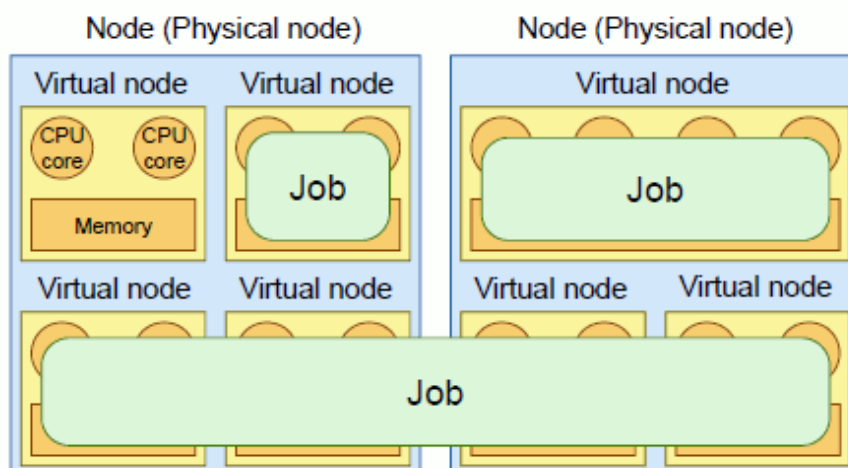 Node (Physical node)
Node (Physical node)
Virtual node
Virtual node
Virtual node
CPU
core
CPU
core
Job
Job
Memory
Virtual node
Virtual node
Virtual node
Virtual node
Job